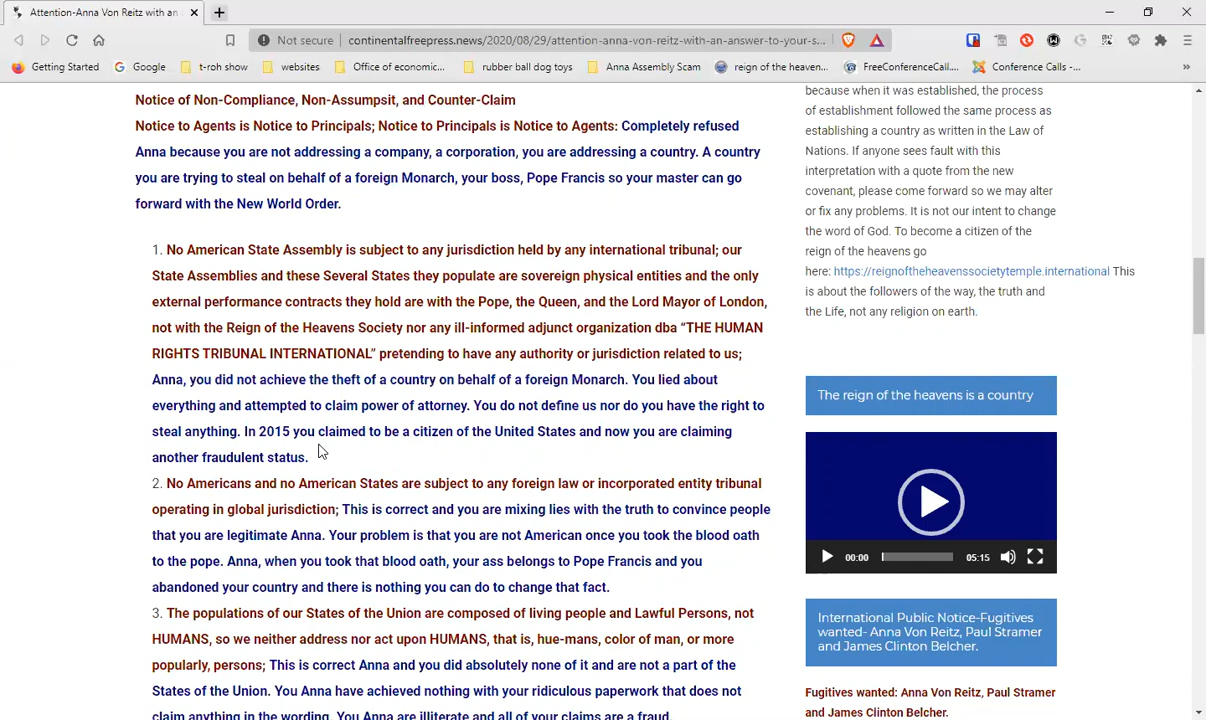 Attention-Anna Von Reitz with an
Not secure
continentalfreepress.news/2020/08/29/attention-anna-von-reitz-with-an-answer-to-your-s...
Getting Started
Google
t-roh show
websites
Office of economic...
rubber ball dog toys
Anna Assembly Scam
reign of the heaven...
FreeConferenceCall....
Conference Calls -...
»
Notice of Non-Compliance, Non-Assumpsit, and Counter-Claim
Notice to Agents is Notice to Principals; Notice to Principals is Notice to Agents: Completely refused
Anna because you are not addressing a company, a corporation, you are addressing a country. A country
you are trying to steal on behalf of a foreign Monarch, your boss, Pope Francis so your master can go
forward with the New World Order.
1. No American State Assembly is subject to any jurisdiction held by any international tribunal; our
State Assemblies and these Several States they populate are sovereign physical entities and the only
external performance contracts they hold are with the Pope, the Queen, and the Lord Mayor of London,
not with the Reign of the Heavens Society nor any ill-informed adjunct organization dba “THE HUMAN
RIGHTS TRIBUNAL INTERNATIONAL” pretending to have any authority or jurisdiction related to us;
Anna, you did not achieve the theft of a country on behalf of a foreign Monarch. You lied about
everything and attempted to claim power of attorney. You do not define us nor do you have the right to
steal anything. In 2015 you claimed to be a citizen of the United States and now you are claiming
another fraudulent status.
2. No Americans and no American States are subject to any foreign law or incorporated entity tribunal
operating in global jurisdiction; This is correct and you are mixing lies with the truth to convince people
that you are legitimate Anna. Your problem is that you are not American once you took the blood oath
to the pope. Anna, when you took that blood oath, your ass belongs to Pope Francis and you
abandoned your country and there is nothing you can do to change that fact.
3. The populations of our States of the Union are composed of living people and Lawful Persons, not
HUMANS, so we neither address nor act upon HUMANS, that is, hue-mans, color of man, or more
popularly, persons; This is correct Anna and you did absolutely none of it and are not a part of the
States of the Union. You Anna have achieved nothing with your ridiculous paperwork that does not
claim anything in the wording. You Anna are illiterate and all of your claims are a fraud.
because when it was established, the process
of establishment followed the same process as
establishing a country as written in the Law of
Nations. If anyone sees fault with this
interpretation with a quote from the new
covenant, please come forward so we may alter
or fix any problems. It is not our intent to change
the word of God. To become a citizen of the
reign of the heavens go
here: https://reignoftheheavenssocietytemple.international This
is about the followers of the way, the truth and
the Life, not any religion on earth.
The reign of the heavens is a country
00:00
05:15
International Public Notice-Fugitives
wanted- Anna Von Reitz, Paul Stramer
and James Clinton Belcher.
Fugitives wanted: Anna Von Reitz, Paul Stramer
and James Clinton Belcher.